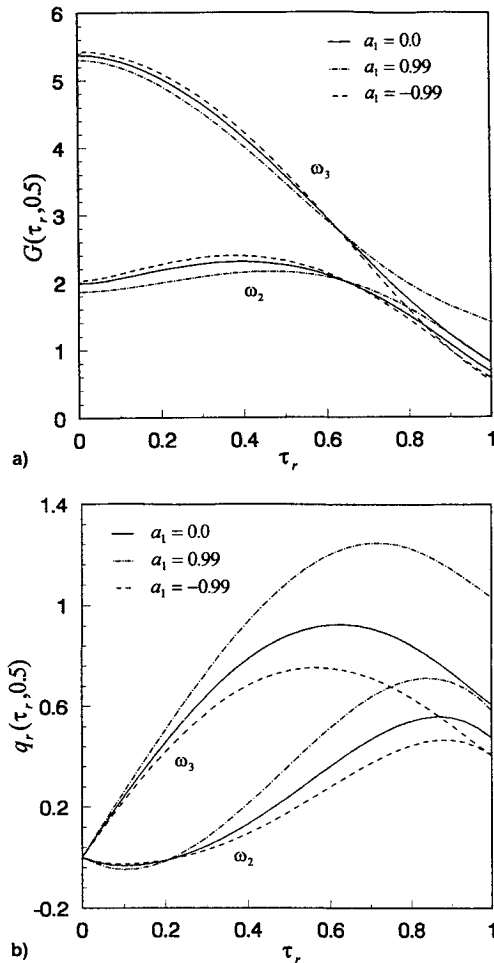 6
5
4
3
2
1
0
G(τr,0.5)
a1 = 0.0
a1 = 0.99
a1 = −0.99
ω3
ω2
0 0.2 0.4 0.6 0.8 1
τr
a)
1.4
1
0.6
0.2
-0.2
qr(τr,0.5)
a1 = 0.0
a1 = 0.99
a1 = −0.99
ω3
ω2
0 0.2 0.4 0.6 0.8 1
τr
b)